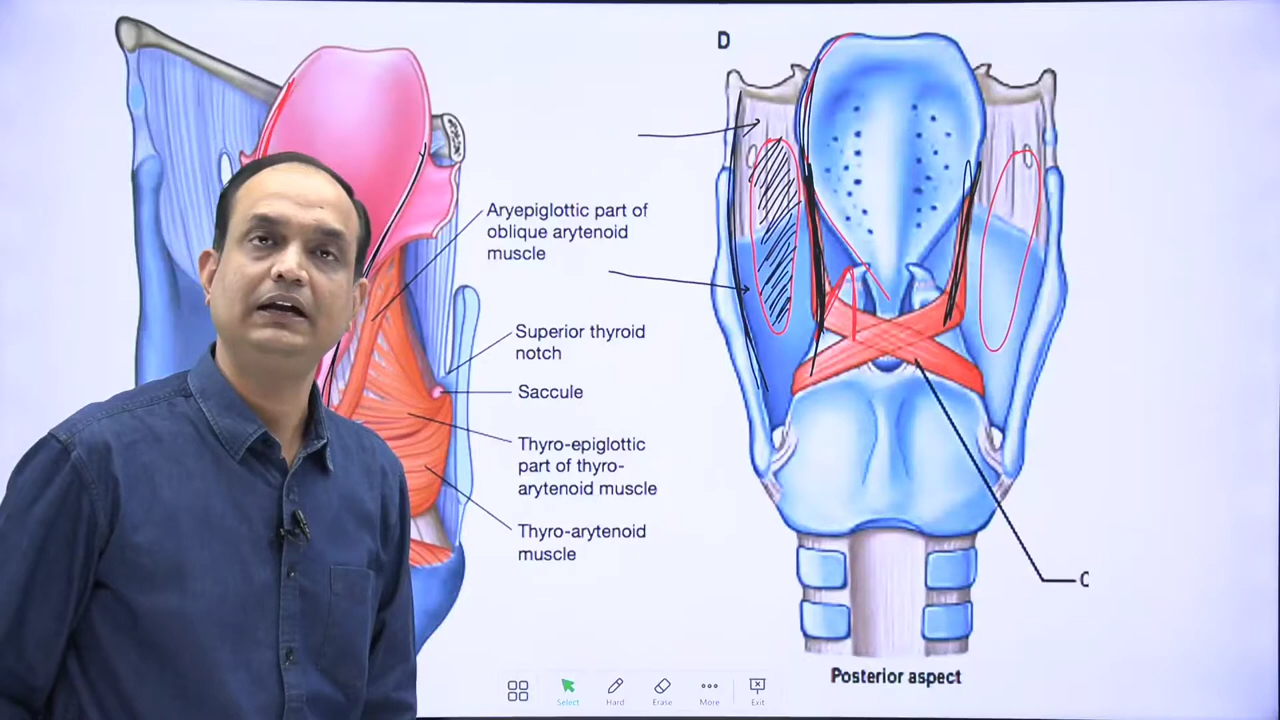 D
Aryepiglottic part of
oblique arytenoid
muscle
Superior thyroid
notch
Saccule
Thyro-epiglottic
part of thyro-
arytenoid muscle
Thyro-arytenoid
muscle
C
Posterior aspect
Select
Hard
Erase
More
Exit